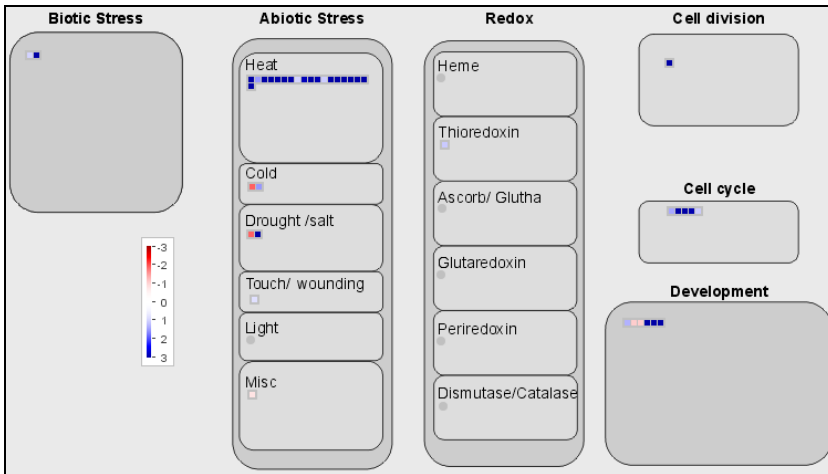 Biotic Stress
Abiotic Stress
Redox
Cell division
Heat
Cold
Drought /salt
Touch/ wounding
Light
Misc
Heme
Thioredoxin
Ascorb/ Glutha
Glutaredoxin
Periredoxin
Dismutase/Catalase
Cell cycle
Development
-3
-2
-1
0
1
2
3